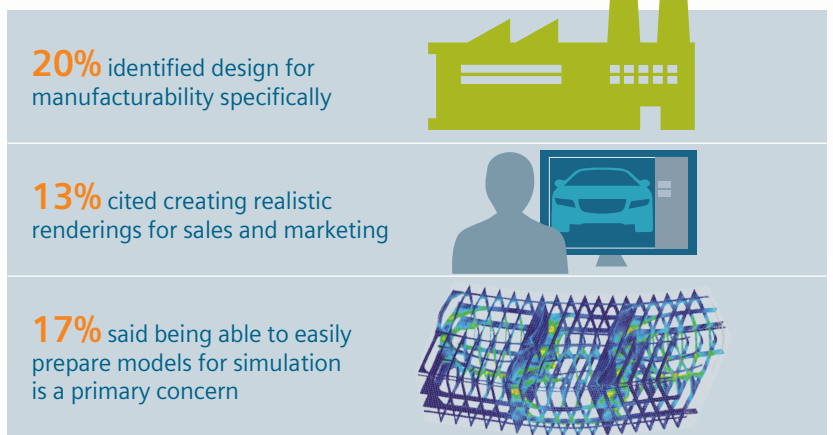 20% identified design for
manufacturability specifically
13% cited creating realistic
renderings for sales and marketing
17% said being able to easily
prepare models for simulation
is a primary concern